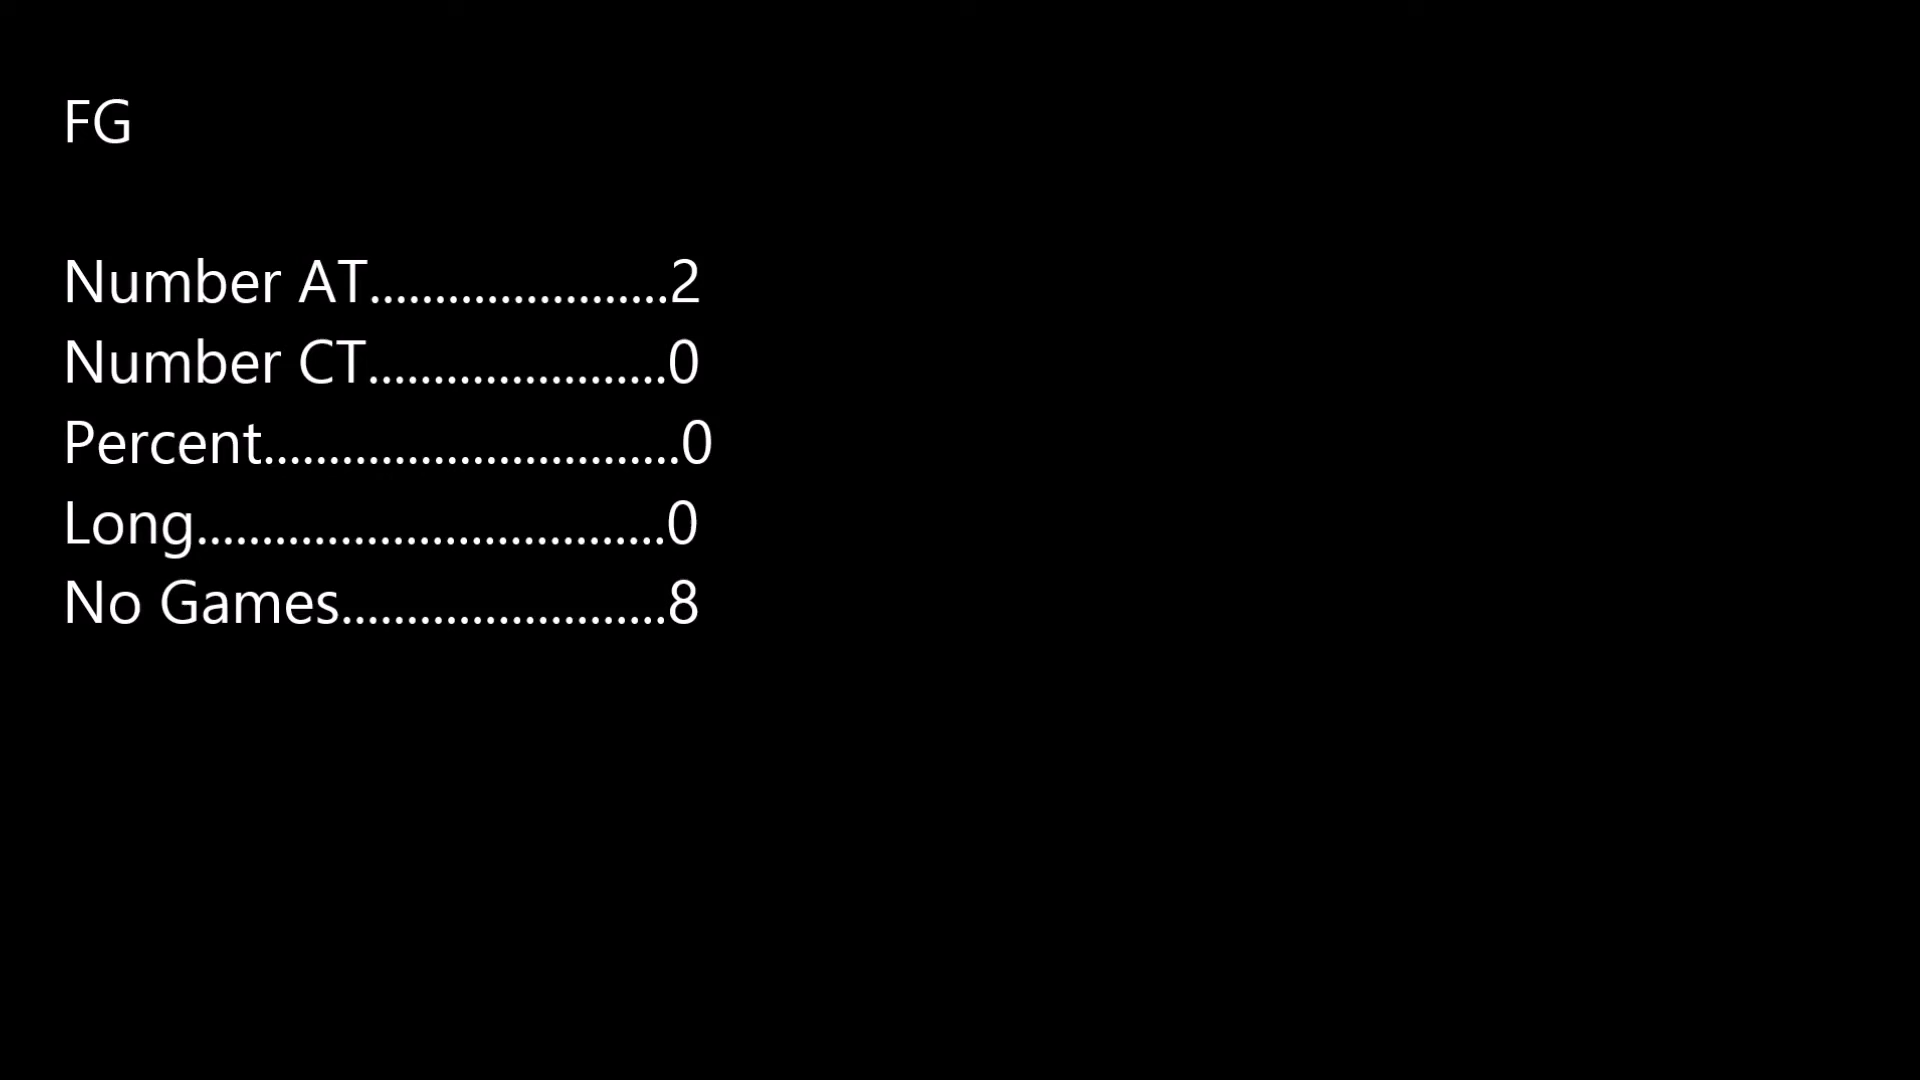 FG
Number AT.......................2
Number CT.......................0
Percent................................0
Long....................................0
No Games.........................8